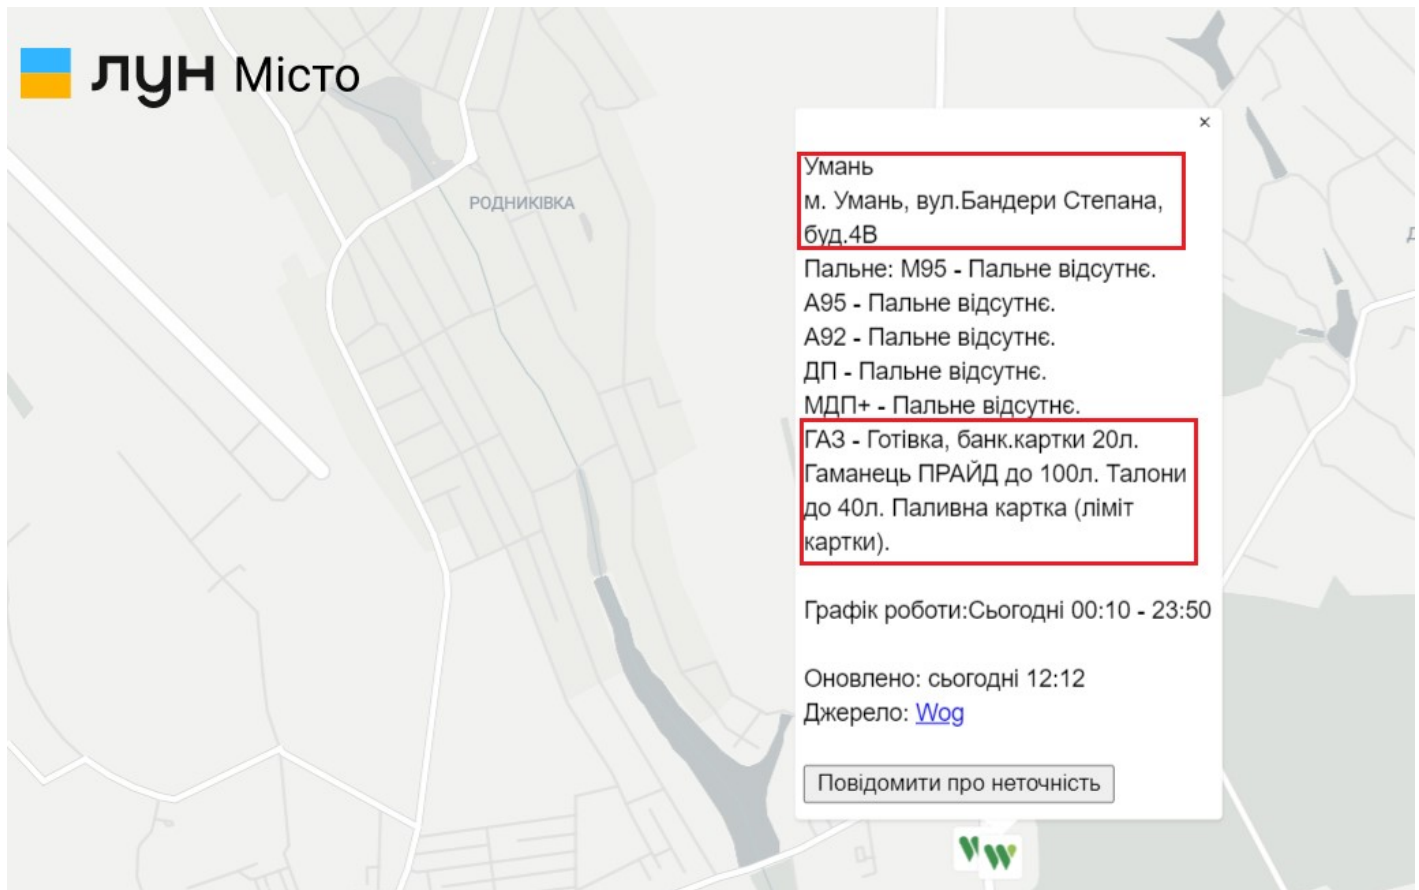 лун Місто
РОДНИКІВКА
×
Умань
м. Умань, вул.Бандери Степана,
буд.4В
Пальне: М95 - Пальне відсутнє.
А95 - Пальне відсутнє.
А92 - Пальне відсутнє.
ДП - Пальне відсутнє.
МДП+ - Пальне відсутнє.
ГАЗ - Готівка, банк.картки 20л.
Гаманець ПРАЙД до 100л. Талони
до 40л. Паливна картка (ліміт
картки).
Графік роботи:Сьогодні 00:10 - 23:50
Оновлено: сьогодні 12:12
Джерело: Wog
Повідомити про неточність